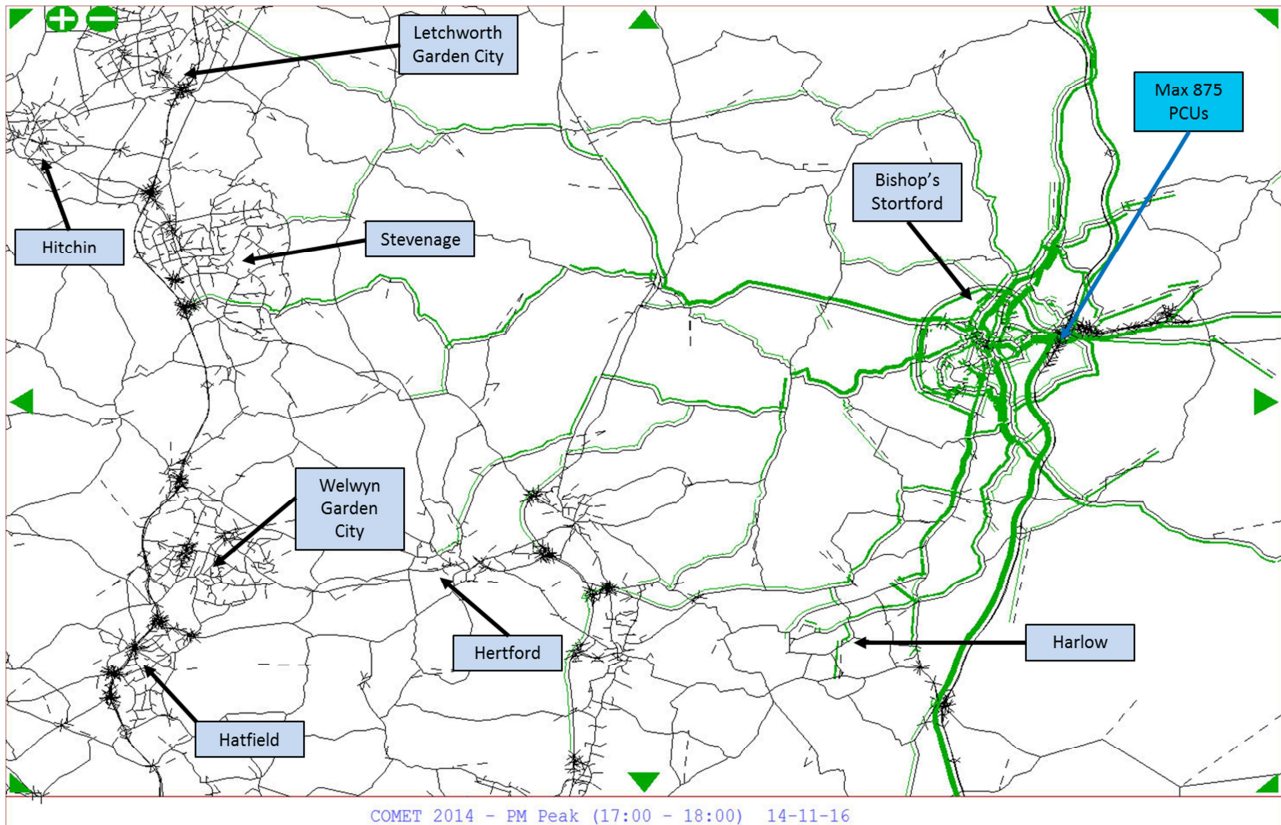 Letchworth
Garden City
Max 875
PCUs
Bishop's
Stortford
Hitchin
Stevenage
Welwyn
Garden
City
Hertford
Harlow
Hatfield
COMET 2014 - PM Peak (17:00 - 18:00) 14-11-16